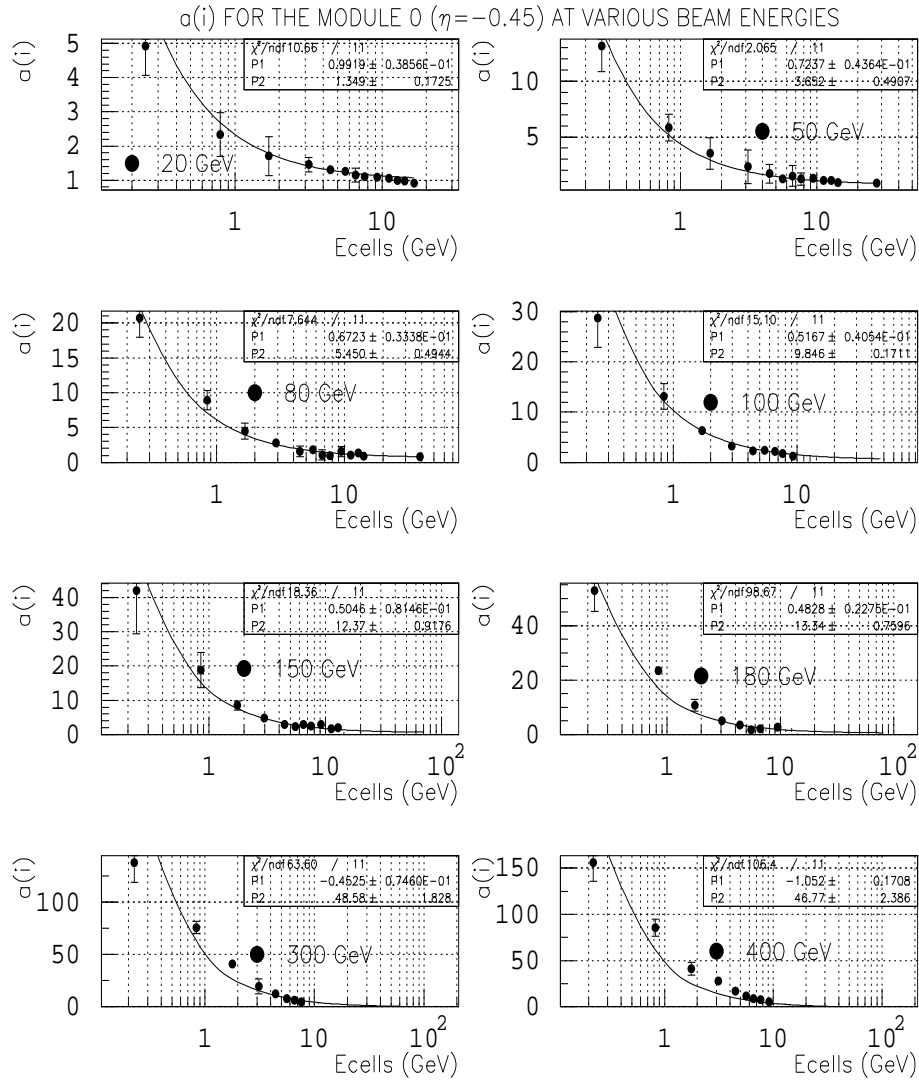 a(i) FOR THE MODULE 0 (η=−0.45) AT VARIOUS BEAM ENERGIES
a(i)
5
4
3
2
1
χ²/ndf 10.66 / 11
P1 0.9919 ± 0.3856E-01
P2 1.349 ± 0.1725
20 GeV
1 10
Ecells (GeV)
a(i)
10
5
χ²/ndf 2.065 / 11
P1 0.7237 ± 0.4364E-01
P2 3.652 ± 0.4907
50 GeV
1 10
Ecells (GeV)
a(i)
20
15
10
5
0
χ²/ndf 7.644 / 11
P1 0.6723 ± 0.3338E-01
P2 5.450 ± 0.4944
80 GeV
1 10
Ecells (GeV)
a(i)
30
20
10
0
χ²/ndf 15.10 / 11
P1 0.5167 ± 0.4054E-01
P2 9.846 ± 0.1711
100 GeV
1 10
Ecells (GeV)
a(i)
40
30
20
10
0
χ²/ndf 18.36 / 11
P1 0.5046 ± 0.8146E-01
P2 12.37 ± 0.9176
150 GeV
1 10 10²
Ecells (GeV)
a(i)
40
20
0
χ²/ndf 98.67 / 11
P1 0.4828 ± 0.2275E-01
P2 13.34 ± 0.7596
180 GeV
1 10 10²
Ecells (GeV)
a(i)
100
50
0
χ²/ndf 63.60 / 11
P1 -0.4525 ± 0.7460E-01
P2 48.58 ± 1.828
300 GeV
1 10 10²
Ecells (GeV)
a(i)
150
100
50
0
χ²/ndf 106.4 / 11
P1 -1.052 ± 0.1708
P2 46.77 ± 2.386
400 GeV
1 10 10²
Ecells (GeV)